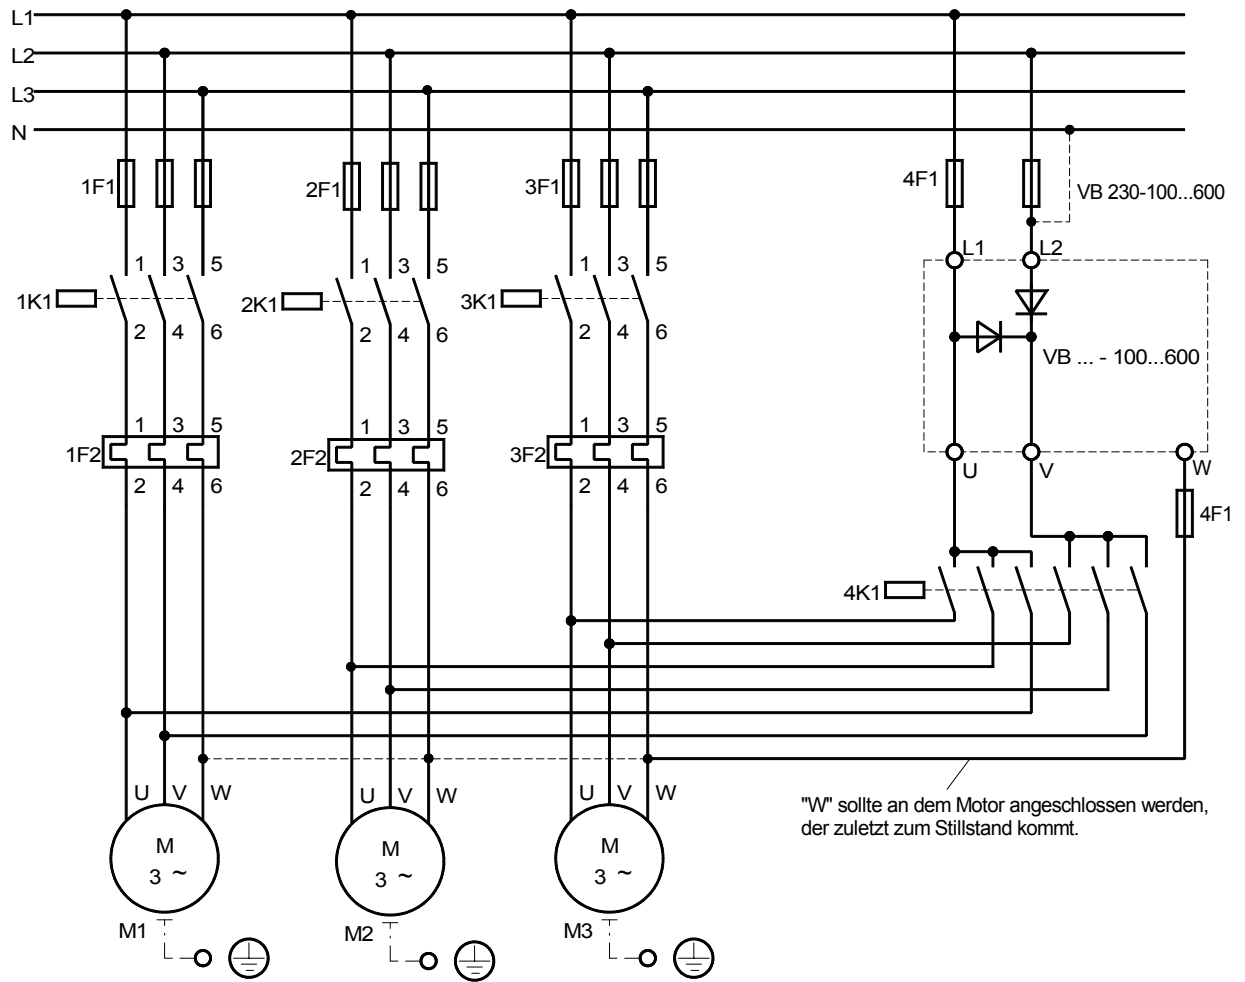 L1
L2
L3
N
1F1
2F1
3F1
4F1
VB 230-100...600
L1 L2
1 3 5
1 3 5
1 3 5
1K1
2K1
3K1
2 4 6
2 4 6
2 4 6
VB ... - 100...600
1 3 5
1 3 5
1 3 5
1F2
2F2
3F2
2 4 6
2 4 6
2 4 6
U V W
4F1
4K1
U V W
U V W
U V W
"W" sollte an dem Motor angeschlossen werden,
der zuletzt zum Stillstand kommt.
M
3 ~
M
3 ~
M
3 ~
M1
M2
M3